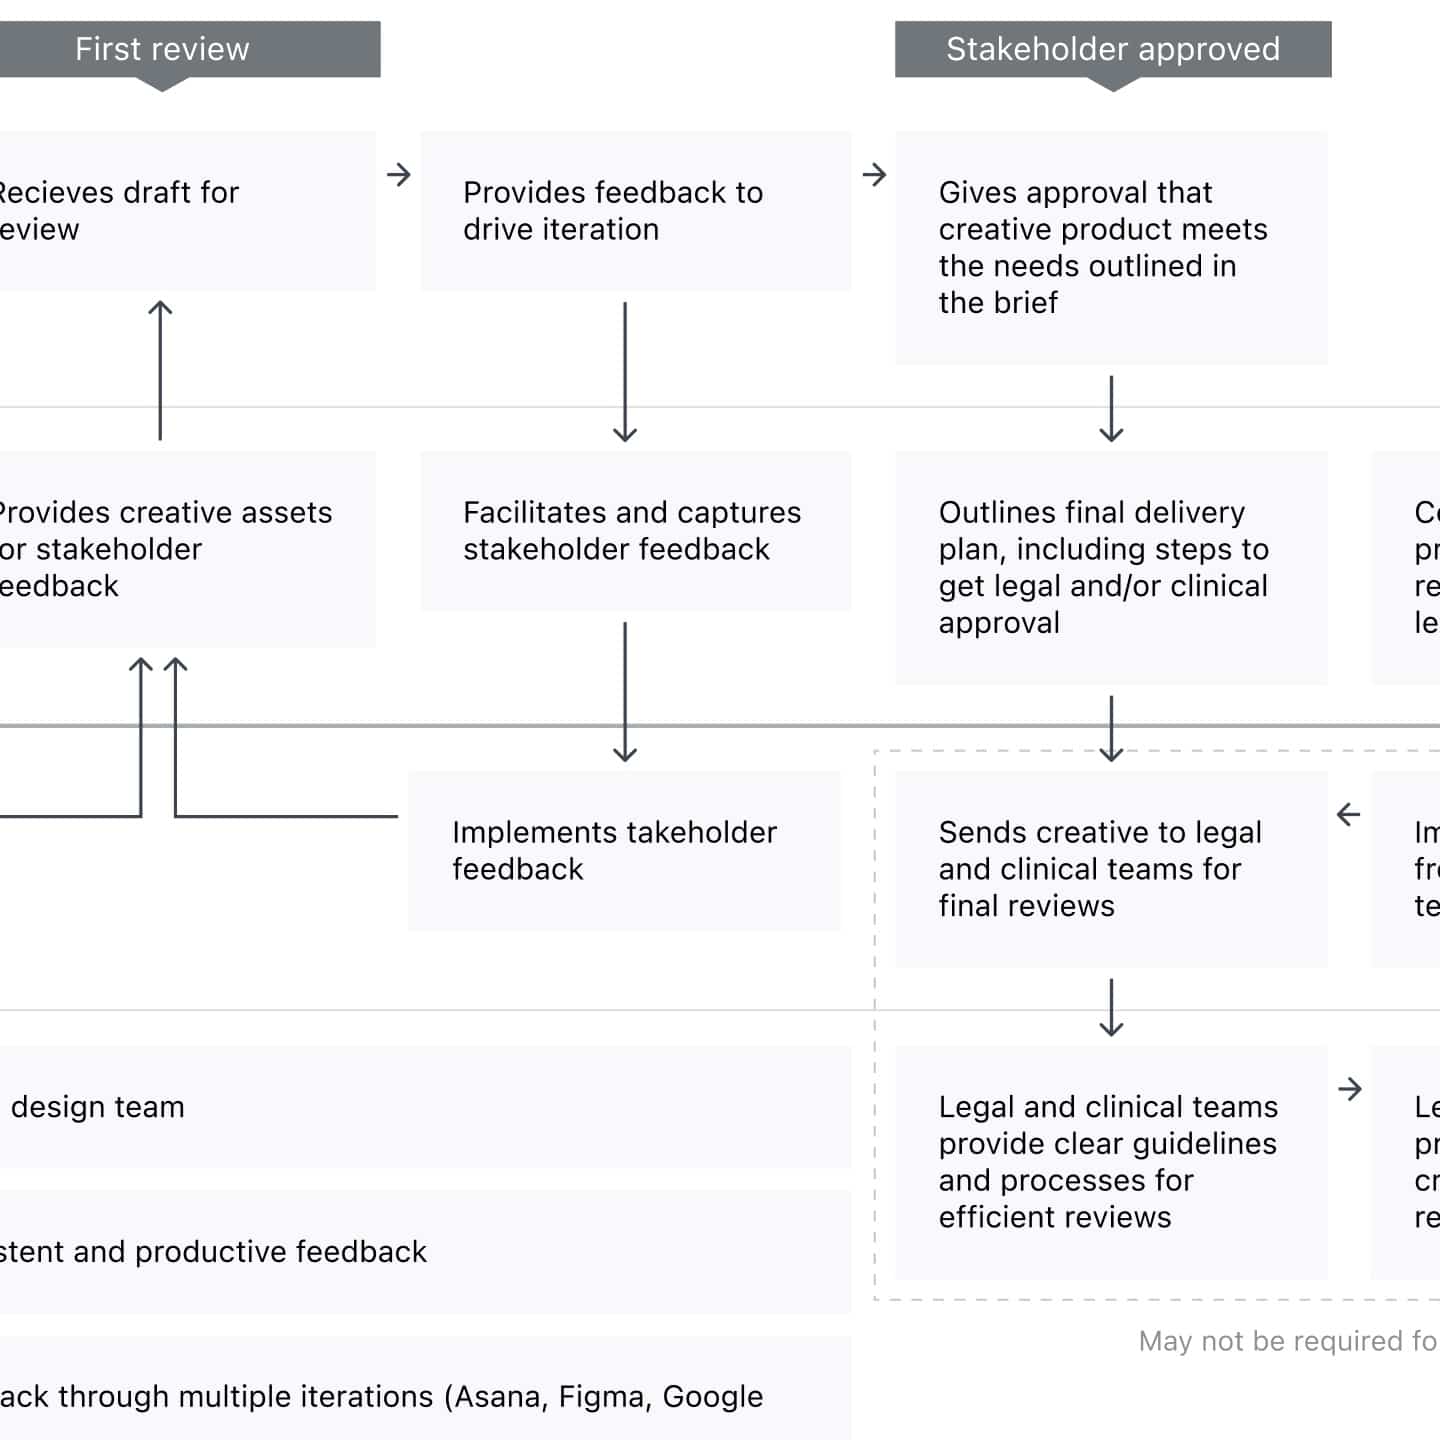 First review
Stakeholder approved
Recieves draft for
eview
Provides feedback to
drive iteration
Gives approval that
creative product meets
the needs outlined in
the brief
Provides creative assets
or stakeholder
eedback
Facilitates and captures
stakeholder feedback
Outlines final delivery
plan, including steps to
get legal and/or clinical
approval
pr
re
le
Implements takeholder
feedback
Sends creative to legal
and clinical teams for
final reviews
fr
te
design team
Legal and clinical teams
provide clear guidelines
and processes for
efficient reviews
Le
pr
cr
re
stent and productive feedback
May not be required fo
ack through multiple iterations (Asana, Figma, Google